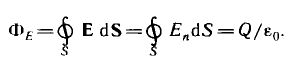 Φ_E = ∮_S E dS = ∮_S E_n dS = Q/ε₀.